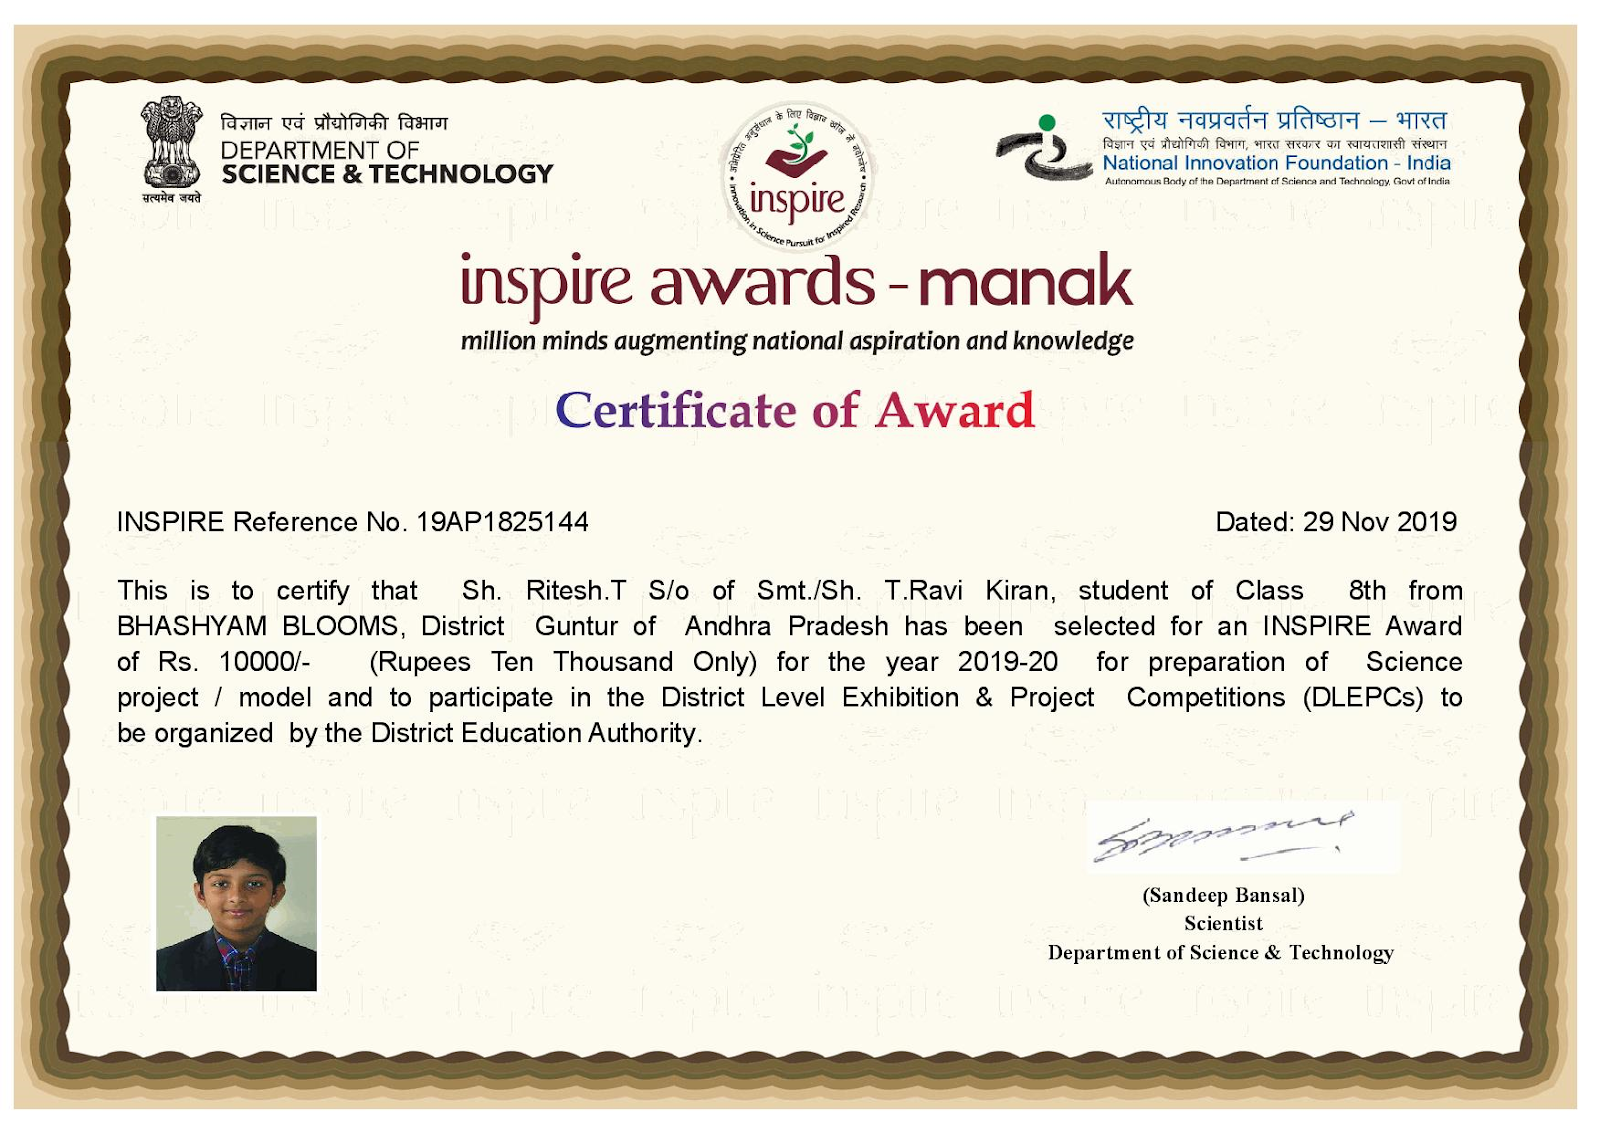 विज्ञान एवं प्रौद्योगिकी विभाग
DEPARTMENT OF
SCIENCE & TECHNOLOGY
सत्यमेव जयते
inspire
Innovation in Science Pursuit for Inspired Research
राष्ट्रीय नवप्रवर्तन प्रतिष्ठान – भारत
विज्ञान एवं प्रौद्योगिकी विभाग, भारत सरकार का स्वायत्तशासी संस्थान
National Innovation Foundation - India
Autonomous Body of the Department of Science and Technology, Govt of India
inspire awards - manak
million minds augmenting national aspiration and knowledge
Certificate of Award
INSPIRE Reference No. 19AP1825144
Dated: 29 Nov 2019
This is to certify that Sh. Ritesh.T S/o of Smt./Sh. T.Ravi Kiran, student of Class 8th from
BHASHYAM BLOOMS, District Guntur of Andhra Pradesh has been selected for an INSPIRE Award
of Rs. 10000/- (Rupees Ten Thousand Only) for the year 2019-20 for preparation of Science
project / model and to participate in the District Level Exhibition & Project Competitions (DLEPCs) to
be organized by the District Education Authority.
(Sandeep Bansal)
Scientist
Department of Science & Technology